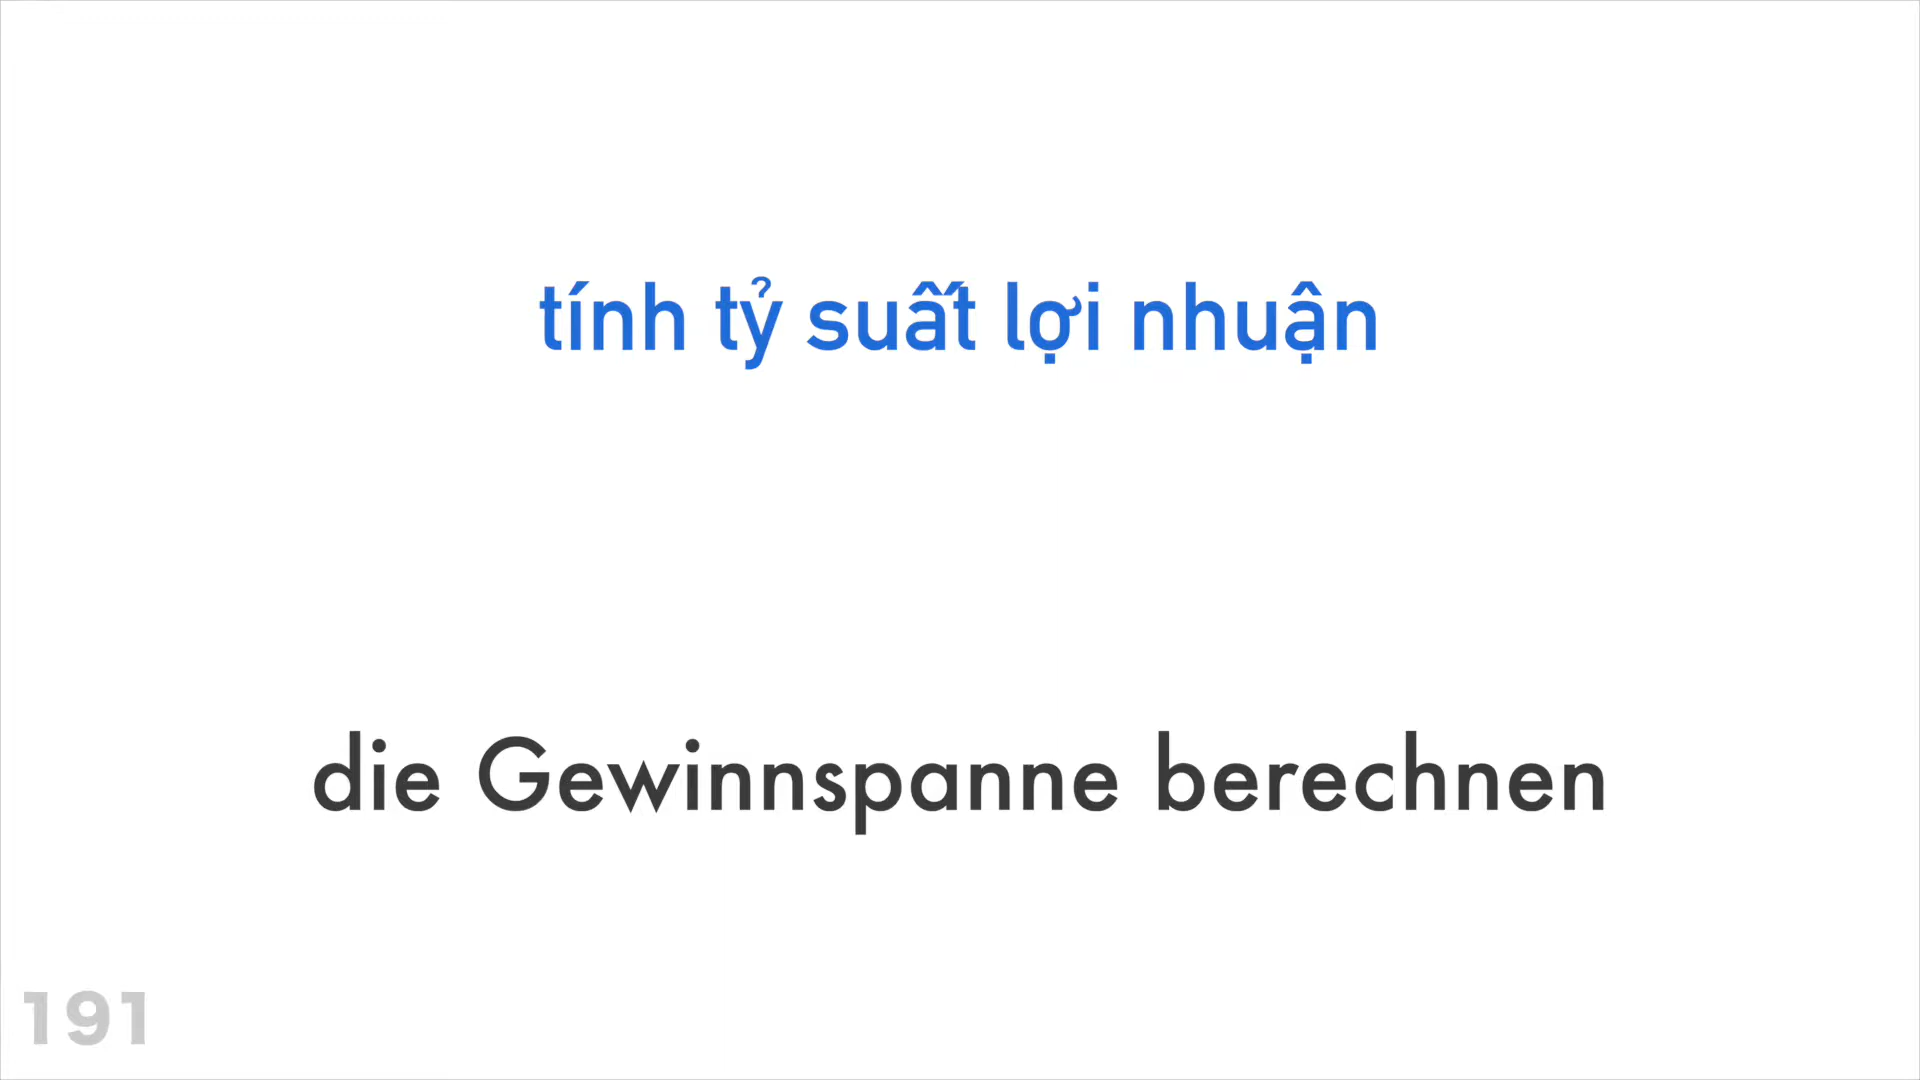 tính tỷ suất lợi nhuận
die Gewinnspanne berechnen
191